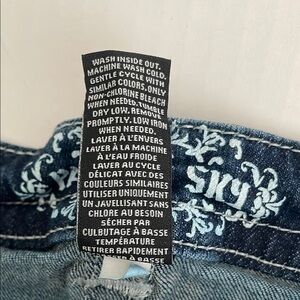 WASH INSIDE OUT.
MACHINE WASH COLD.
GENTLE CYCLE WITH
SIMILAR COLORS. ONLY
NON-CHLORINE BLEACH
WHEN NEEDED. TUMBLE
DRY LOW. REMOVE
PROMPTLY. LOW IRON
WHEN NEEDED.
LAVER À L'ENVERS
LAVER À LA MACHINE
À L'EAU FROIDE
LAVER AU CYCLE
DÉLICAT AVEC DES
COULEURS SIMILAIRES
UTILISER UNIQUEMENT
UN JAVELLISANT SANS
CHLORE AU BESOIN
SÉCHER PAR
CULBUTAGE À BASSE
TEMPÉRATURE
RETIRER RAPIDEMENT
À BASSE
SKY